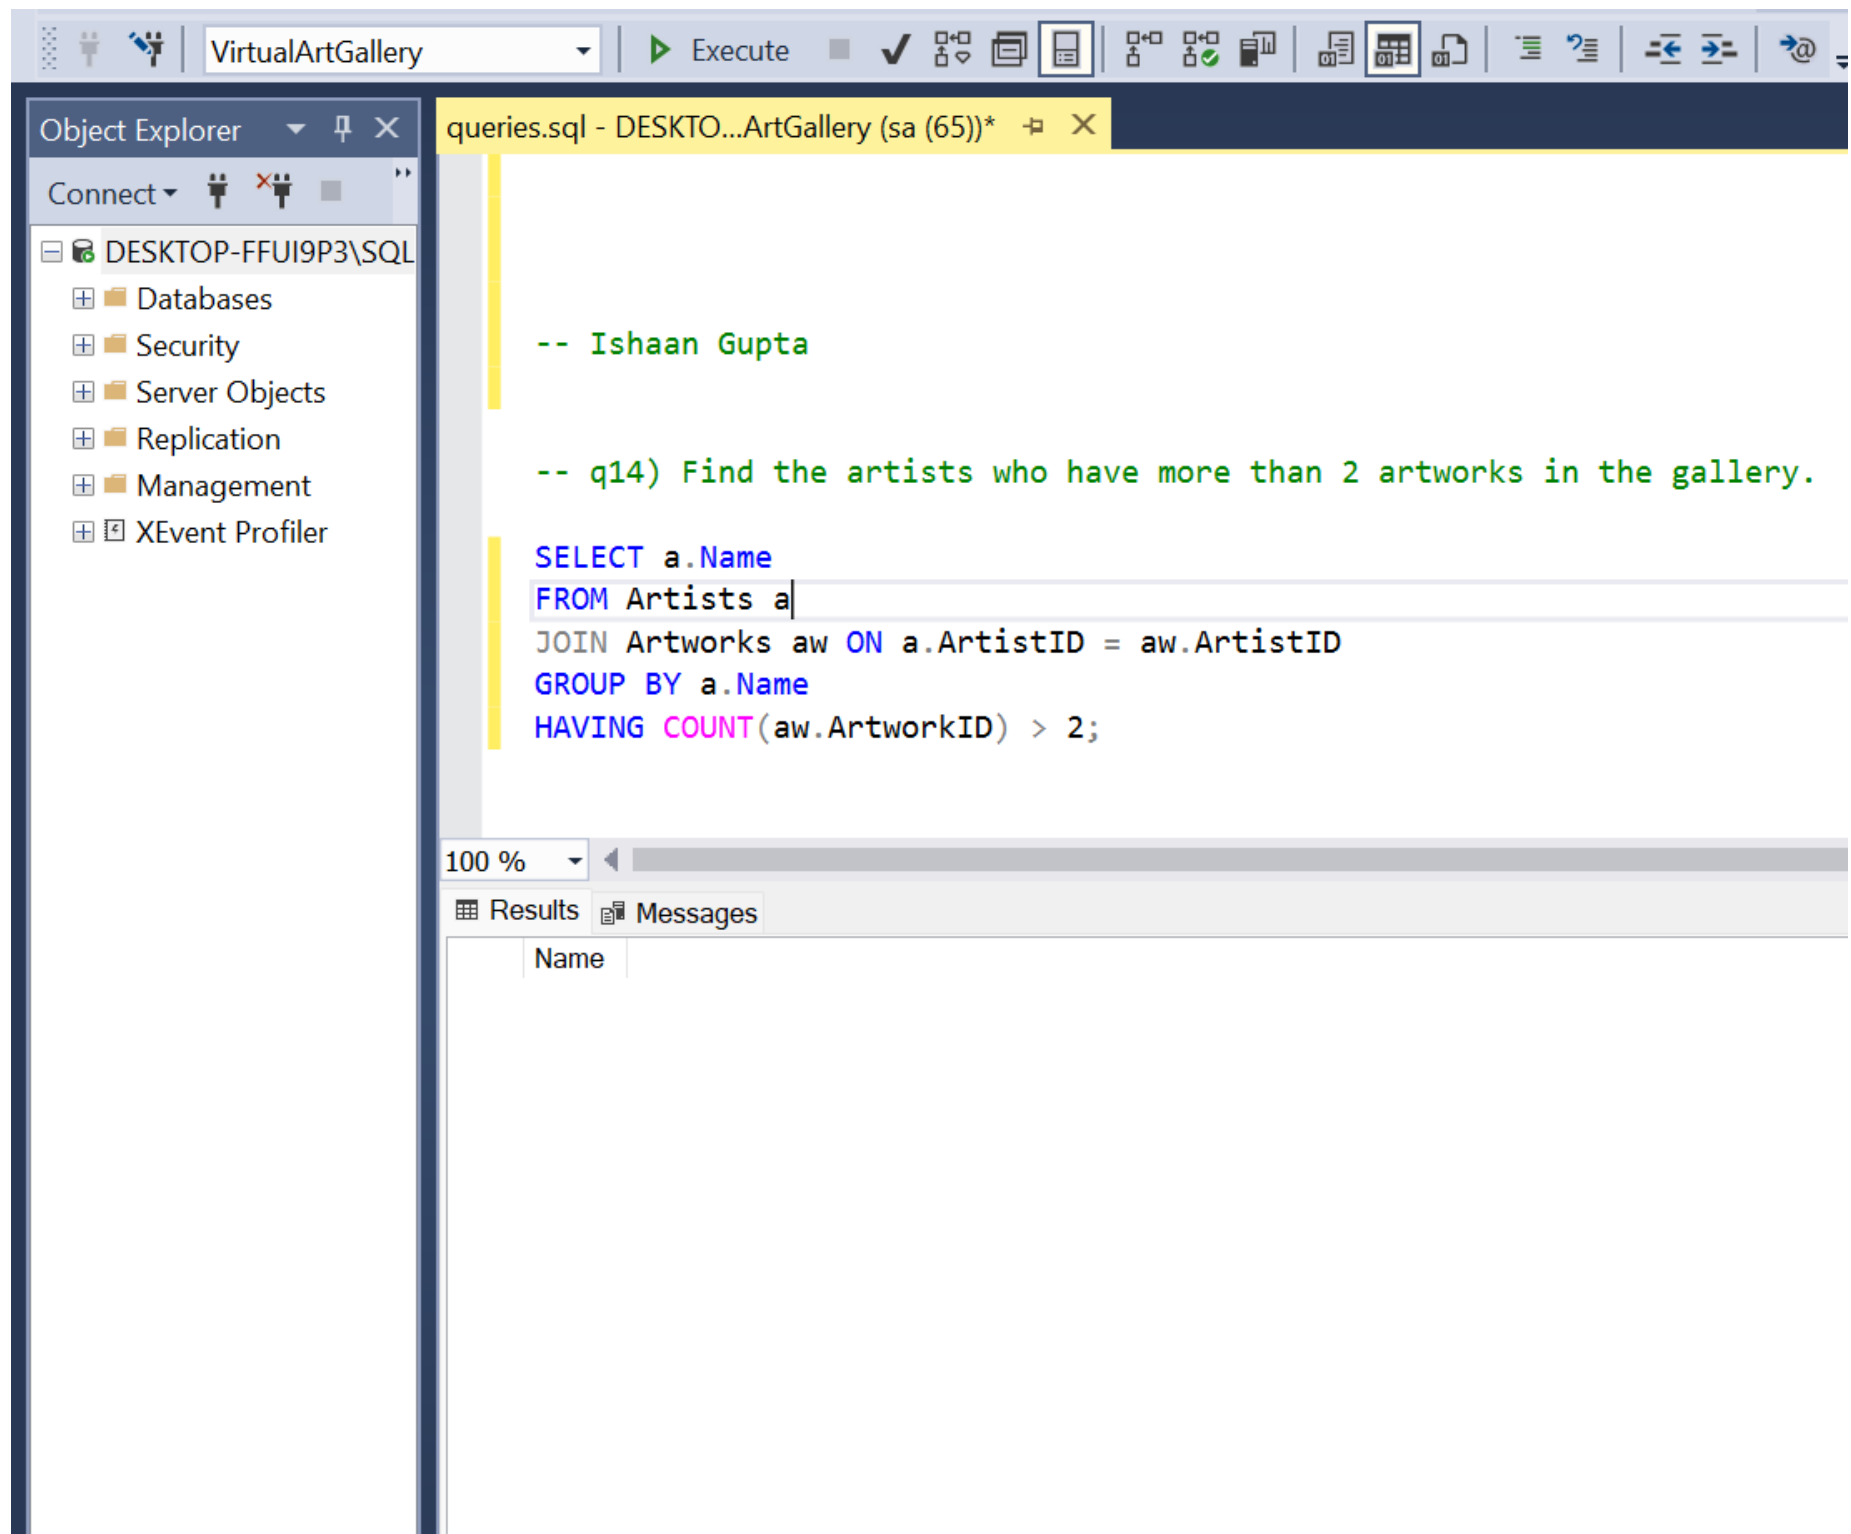 VirtualArtGallery
Execute
Object Explorer
queries.sql - DESKTO...ArtGallery (sa (65))*
Connect
DESKTOP-FFUI9P3\SQL
Databases
Security
Server Objects
Replication
Management
XEvent Profiler
-- Ishaan Gupta
-- q14) Find the artists who have more than 2 artworks in the gallery.
SELECT a.Name
FROM Artists a
JOIN Artworks aw ON a.ArtistID = aw.ArtistID
GROUP BY a.Name
HAVING COUNT(aw.ArtworkID) > 2;
100 %
Results
Messages
Name